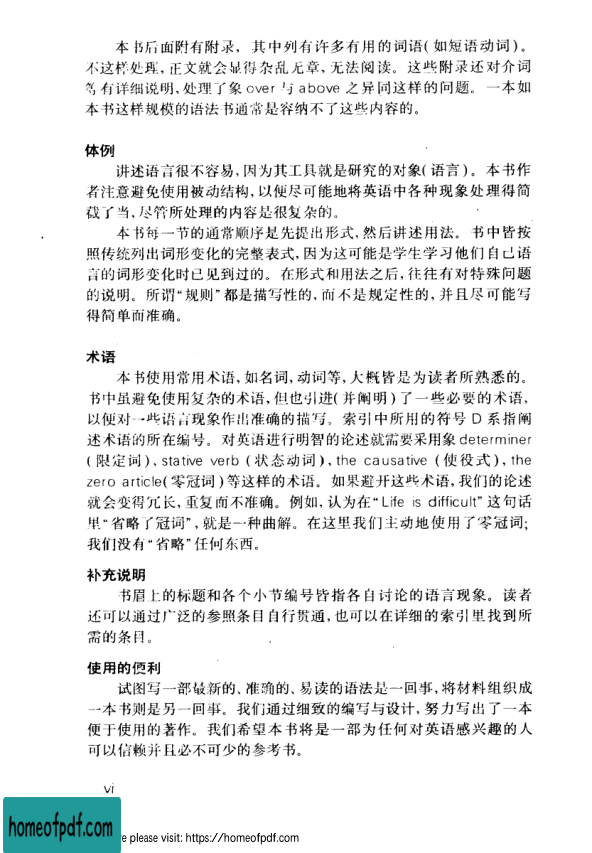 本书后面附有附录，其中列有许多有用的词语(如短语动词)。
不这样处理,正文就会显得杂乱无章,无法阅读。这些附录还对介词
等有详细说明,处理了象 over 与 above 之异同这样的问题。一本如
本书这样规模的语法书通常是容纳不了这些内容的。
体例
讲述语言很不容易,因为其工具就是研究的对象(语言)。本书作
者注意避免使用被动结构,以便尽可能地将英语中各种现象处理得简
截了当,尽管所处理的内容是很复杂的。
本书每一节的通常顺序是先提出形式,然后讲述用法。书中皆按
照传统列出词形变化的完整表式,因为这可能是学生学习他们自己语
言的词形变化时已见到过的。在形式和用法之后,往往有对特殊问题
的说明。所谓“规则”都是描写性的,而不是规定性的,并且尽可能写
得简单而准确。
术语
本书使用常用术语,如名词,动词等,大概皆是为读者所熟悉的。
书中虽避免使用复杂的术语,但也引进(并阐明)了一些必要的术语,
以便对一些语言现象作出准确的描写。索引中所用的符号 D 系指阐
述术语的所在编号。对英语进行明智的论述就需要采用象 determiner
(限定词), stative verb (状态动词), the causative (使役式), the
zero article(零冠词)等这样的术语。如果避开这些术语,我们的论述
就会变得冗长,重复而不准确。例如,认为在“Life is difficult”这句话
里“省略了冠词”,就是一种曲解。在这里我们主动地使用了零冠词;
我们没有“省略”任何东西。
补充说明
书眉上的标题和各个小节编号皆指各自讨论的语言现象。读者
还可以通过广泛的参照条目自行贯通,也可以在详细的索引里找到所
需的条目。
使用的便利
试图写一部最新的、准确的、易读的语法是一回事,将材料组织成
一本书则是另一回事。我们通过细致的编写与设计,努力写出了一本
便于使用的著作。我们希望本书将是一部为任何对英语感兴趣的人
可以信赖并且必不可少的参考书。
vi
homeofpdf.com
re please visit: https://homeofpdf.com